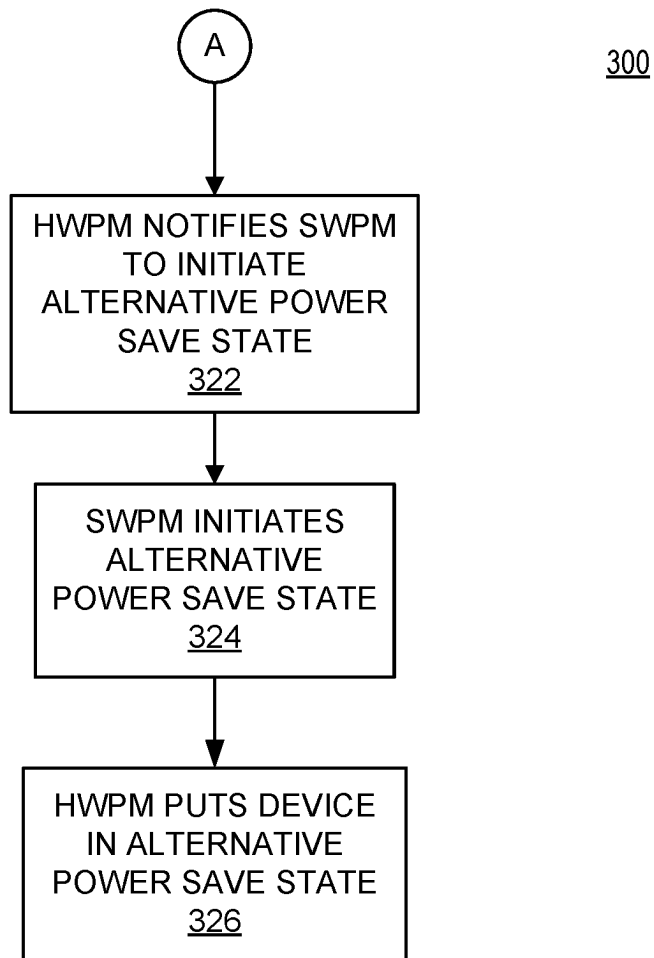 A
300
HWPM NOTIFIES SWPM
TO INITIATE
ALTERNATIVE POWER
SAVE STATE
322
SWPM INITIATES
ALTERNATIVE
POWER SAVE STATE
324
HWPM PUTS DEVICE
IN ALTERNATIVE
POWER SAVE STATE
326